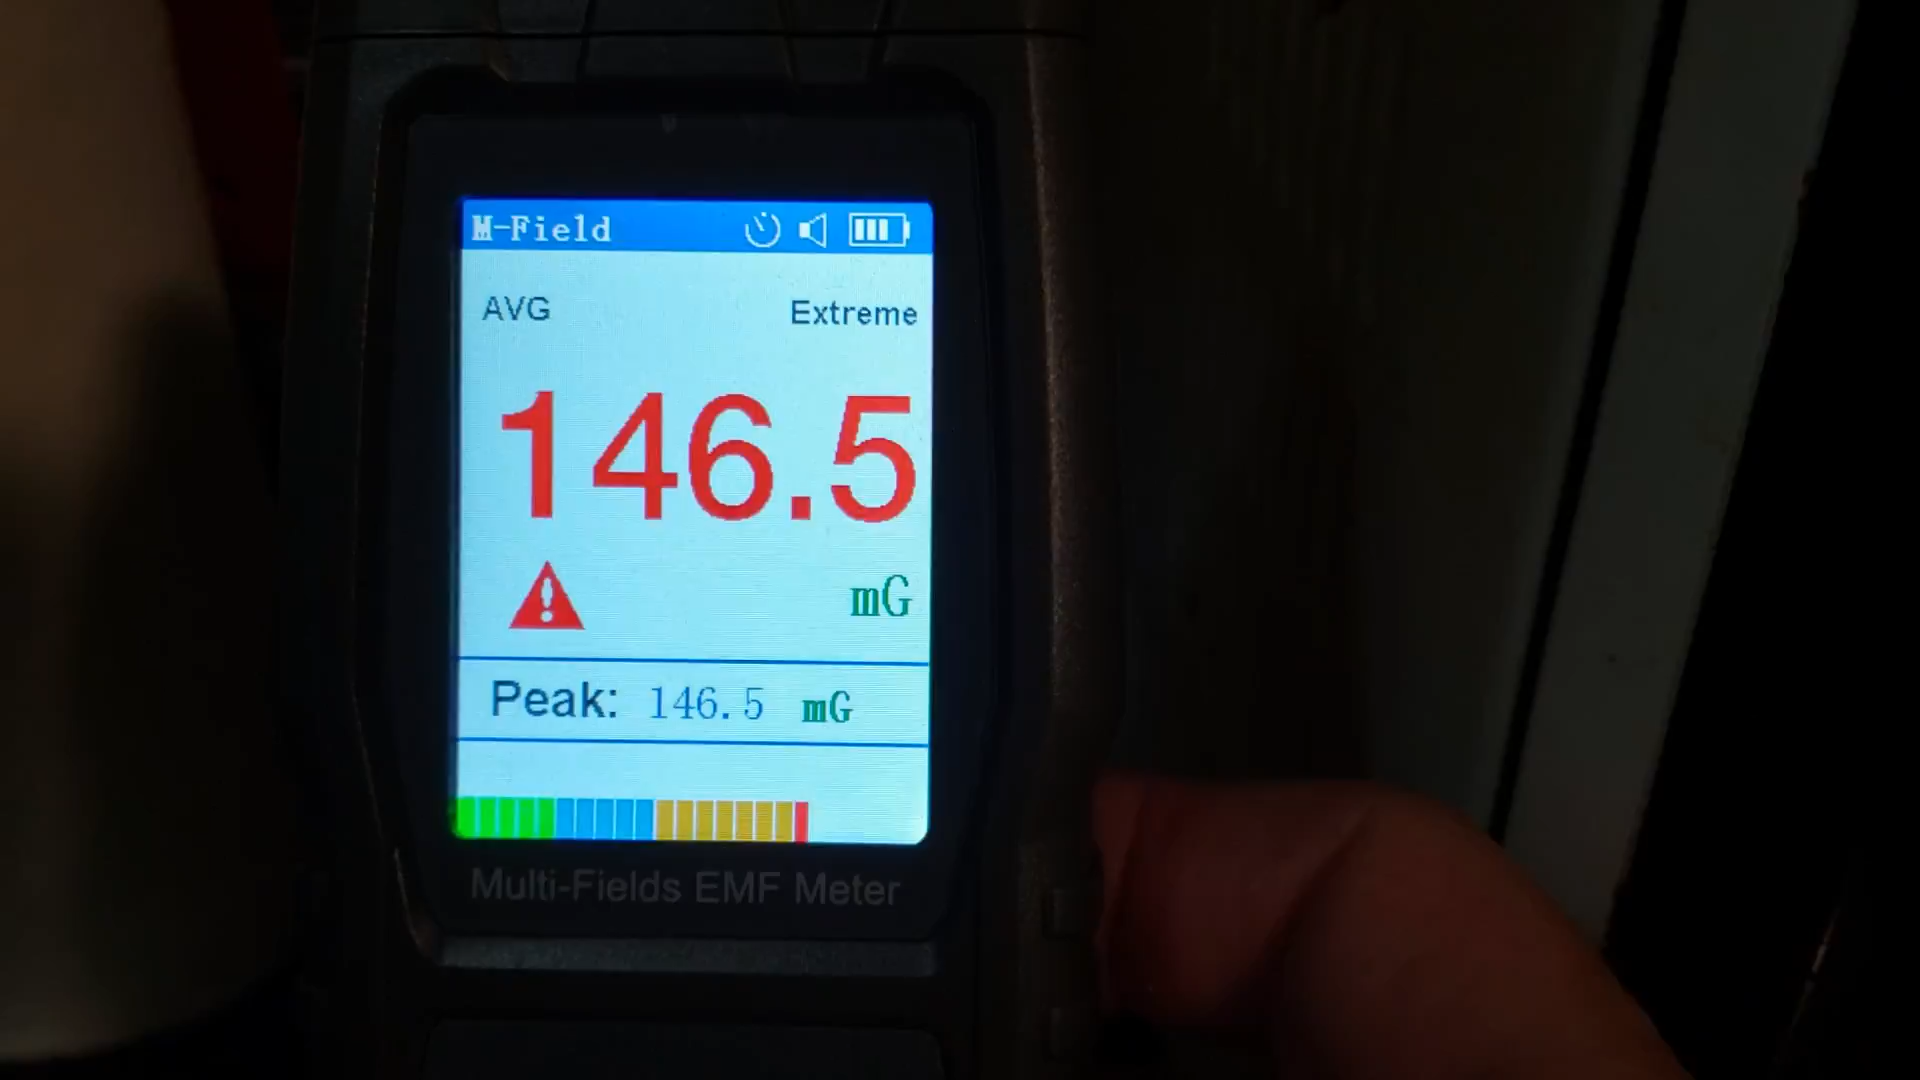 M-Field
AVG Extreme
146.5
mG
Peak: 146.5 mG
Multi-Fields EMF Meter